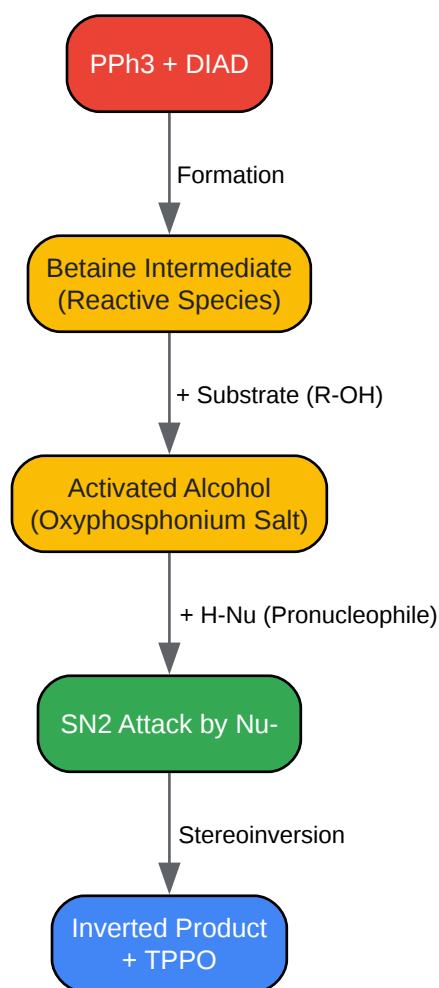 PPh3 + DIAD
Formation
Betaine Intermediate
(Reactive Species)
+ Substrate (R-OH)
Activated Alcohol
(Oxyphosphonium Salt)
+ H-Nu (Pronucleophile)
SN2 Attack by Nu-
Stereoinversion
Inverted Product
+ TPPO